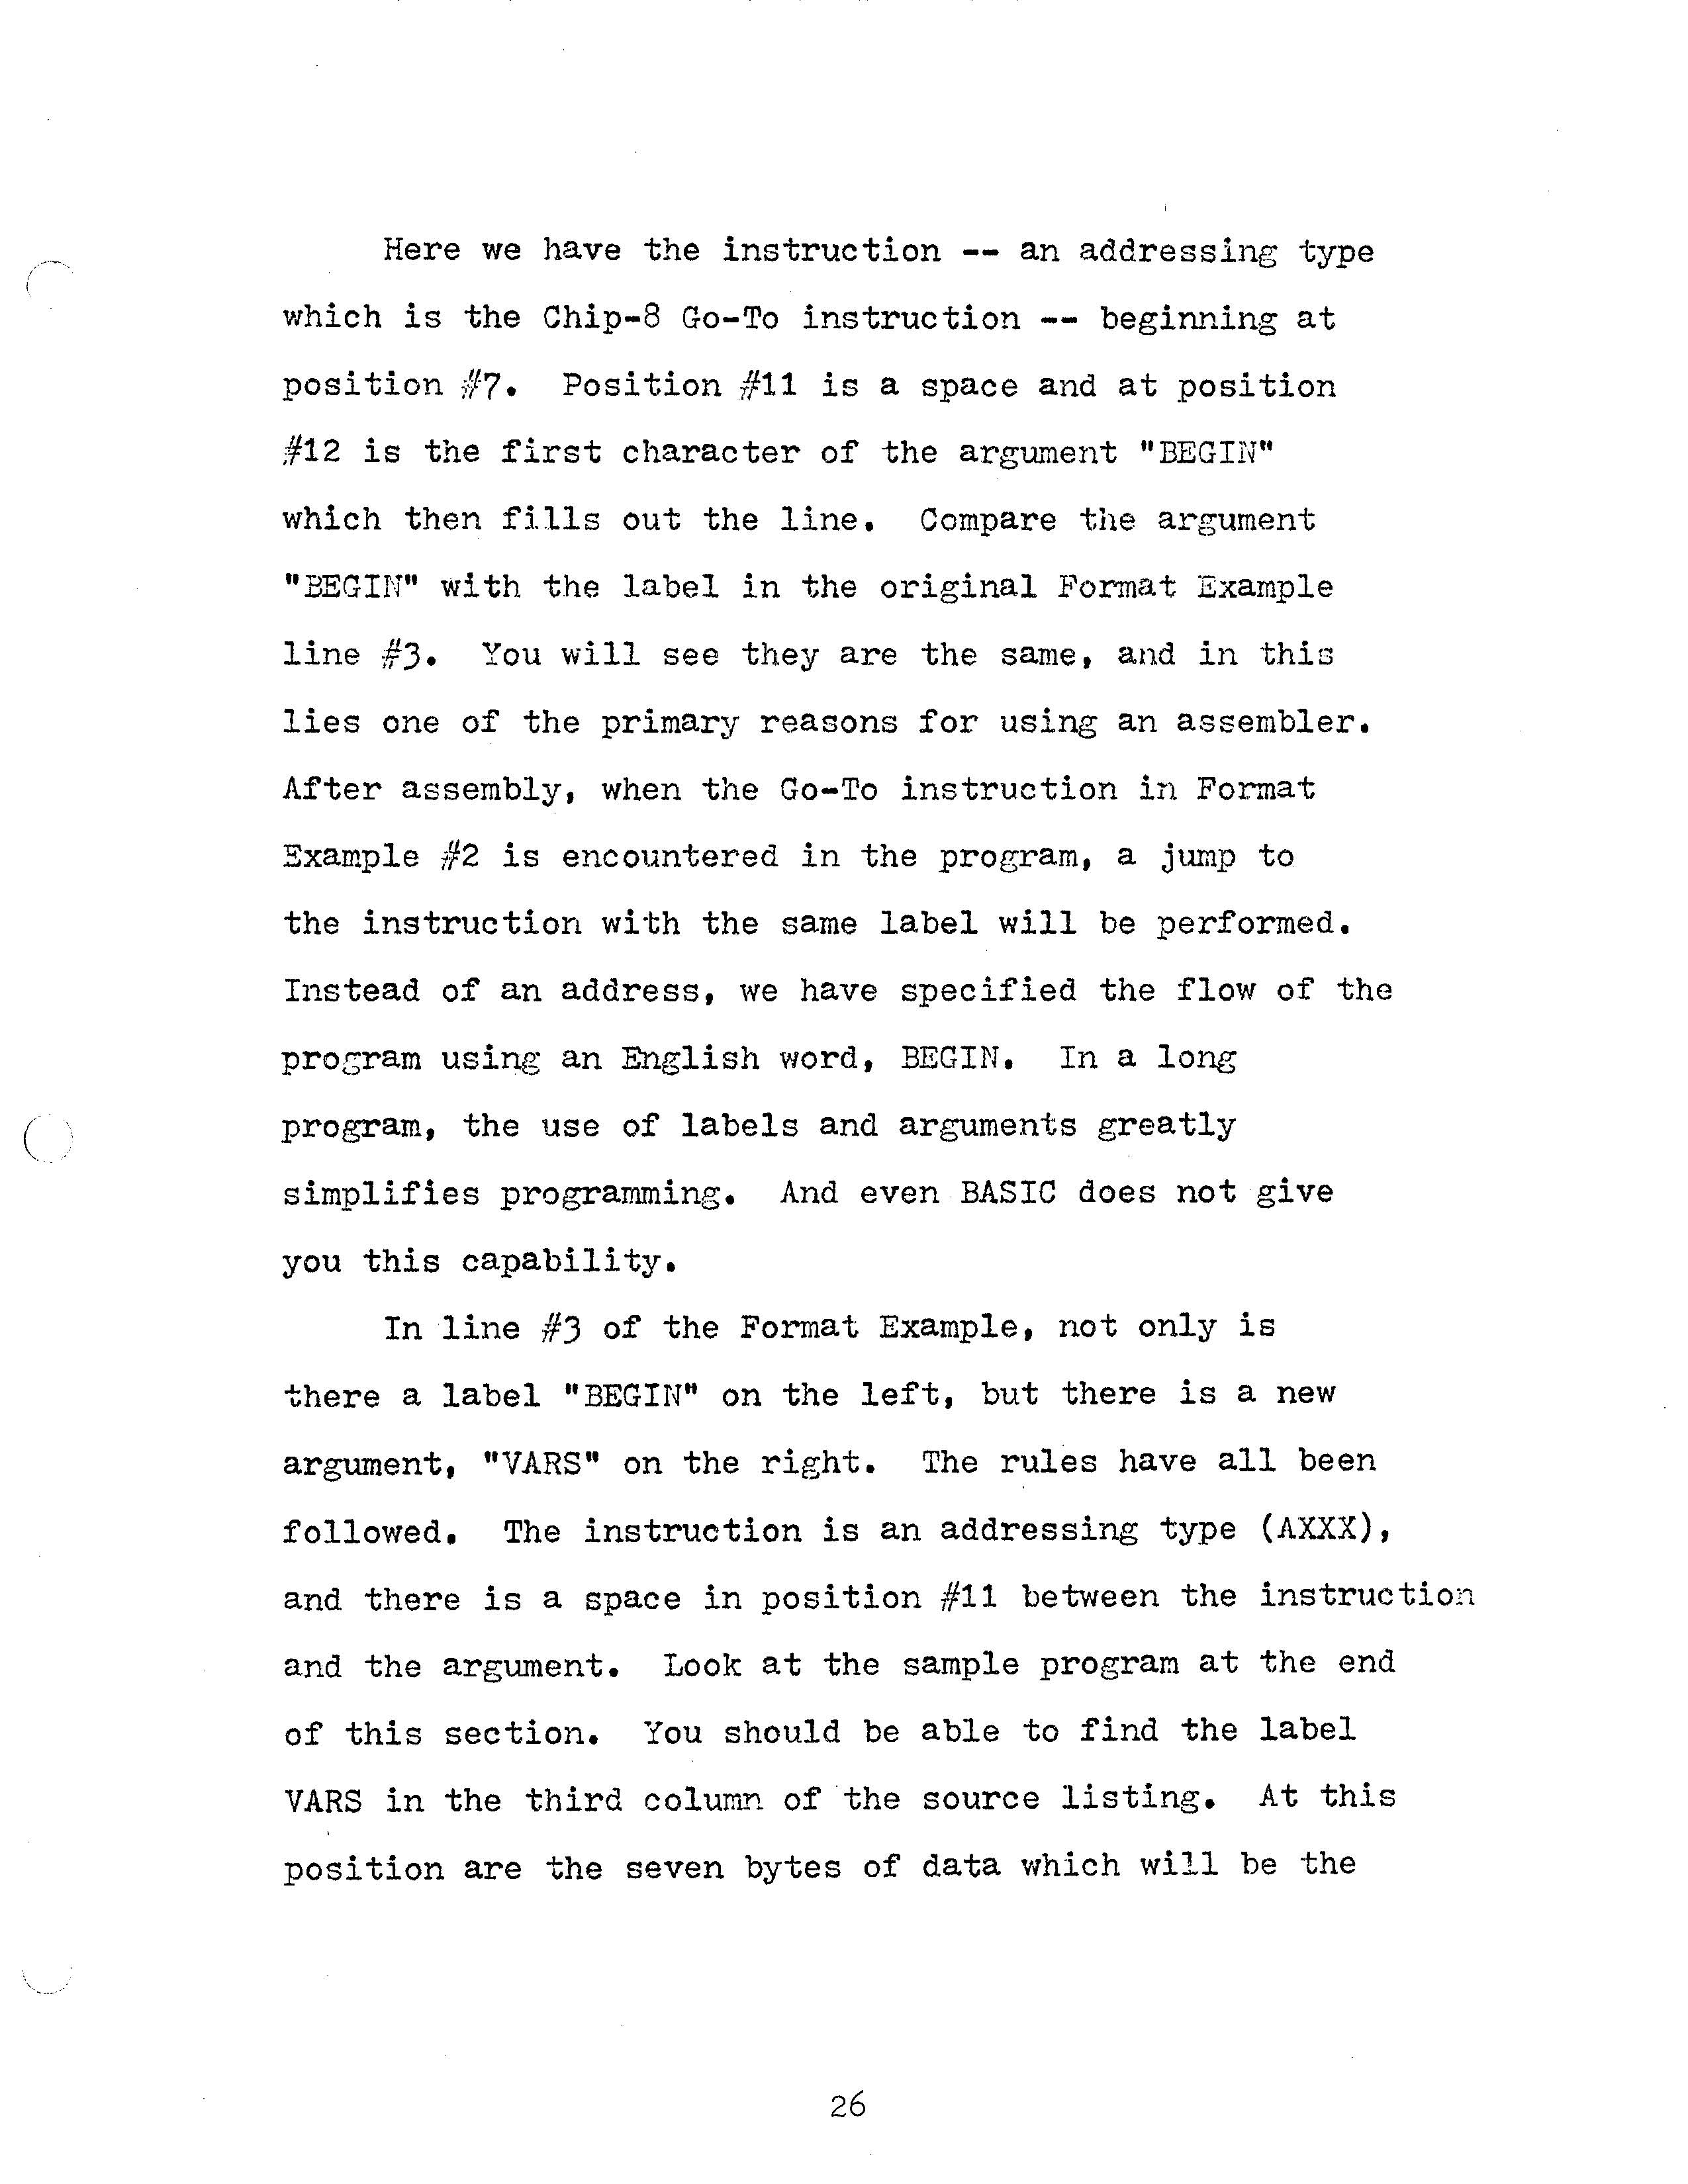 Here we have the instruction -- an addressing type
which is the Chip-8 Go-To instruction -- beginning at
position #7. Position #11 is a space and at position
#12 is the first character of the argument "BEGIN"
which then fills out the line. Compare the argument
"BEGIN" with the label in the original Format Example
line #3. You will see they are the same, and in this
lies one of the primary reasons for using an assembler.
After assembly, when the Go-To instruction in Format
Example #2 is encountered in the program, a jump to
the instruction with the same label will be performed.
Instead of an address, we have specified the flow of the
program using an English word, BEGIN. In a long
program, the use of labels and arguments greatly
simplifies programming. And even BASIC does not give
you this capability.
In line #3 of the Format Example, not only is
there a label "BEGIN" on the left, but there is a new
argument, "VARS" on the right. The rules have all been
followed. The instruction is an addressing type (AXXX),
and there is a space in position #11 between the instruction
and the argument. Look at the sample program at the end
of this section. You should be able to find the label
VARS in the third column of the source listing. At this
position are the seven bytes of data which will be the
26